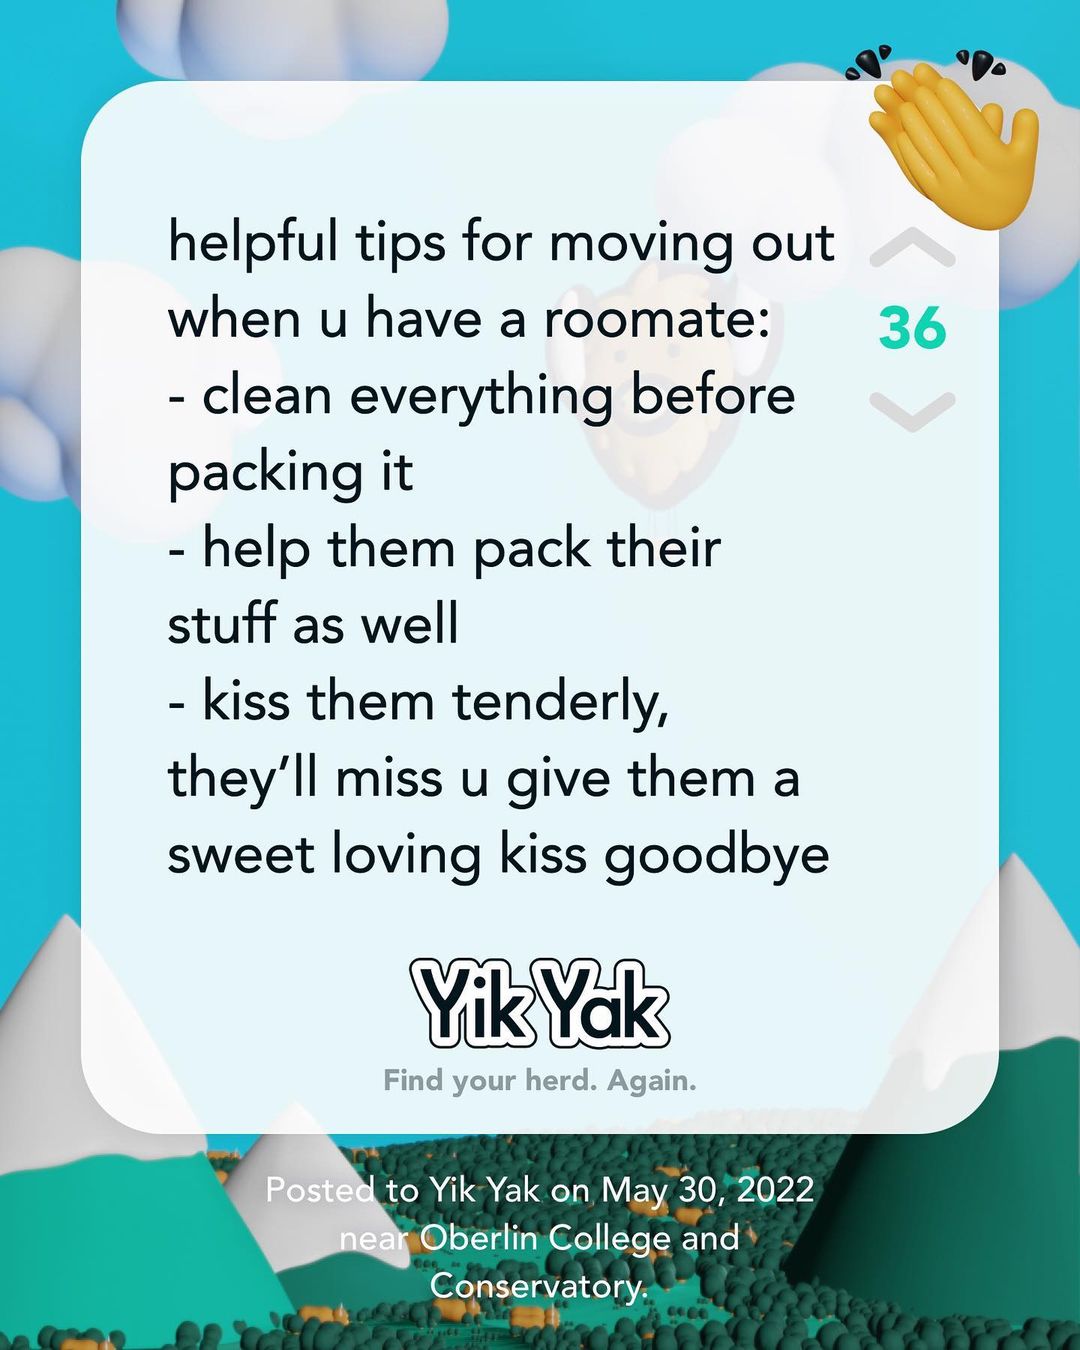 helpful tips for moving out
when u have a roomate:
- clean everything before
packing it
- help them pack their
stuff as well
- kiss them tenderly,
they’ll miss u give them a
sweet loving kiss goodbye
36
Yik Yak
Find your herd. Again.
Posted to Yik Yak on May 30, 2022
near Oberlin College and
Conservatory.